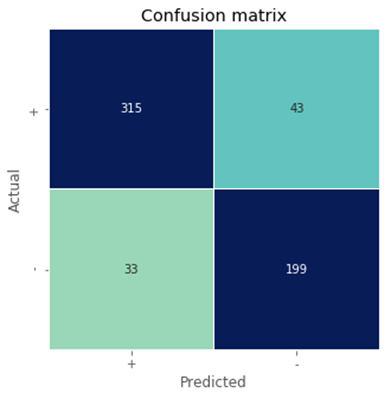 Confusion matrix
Actual
+
315
43
-
33
199
+
-
Predicted